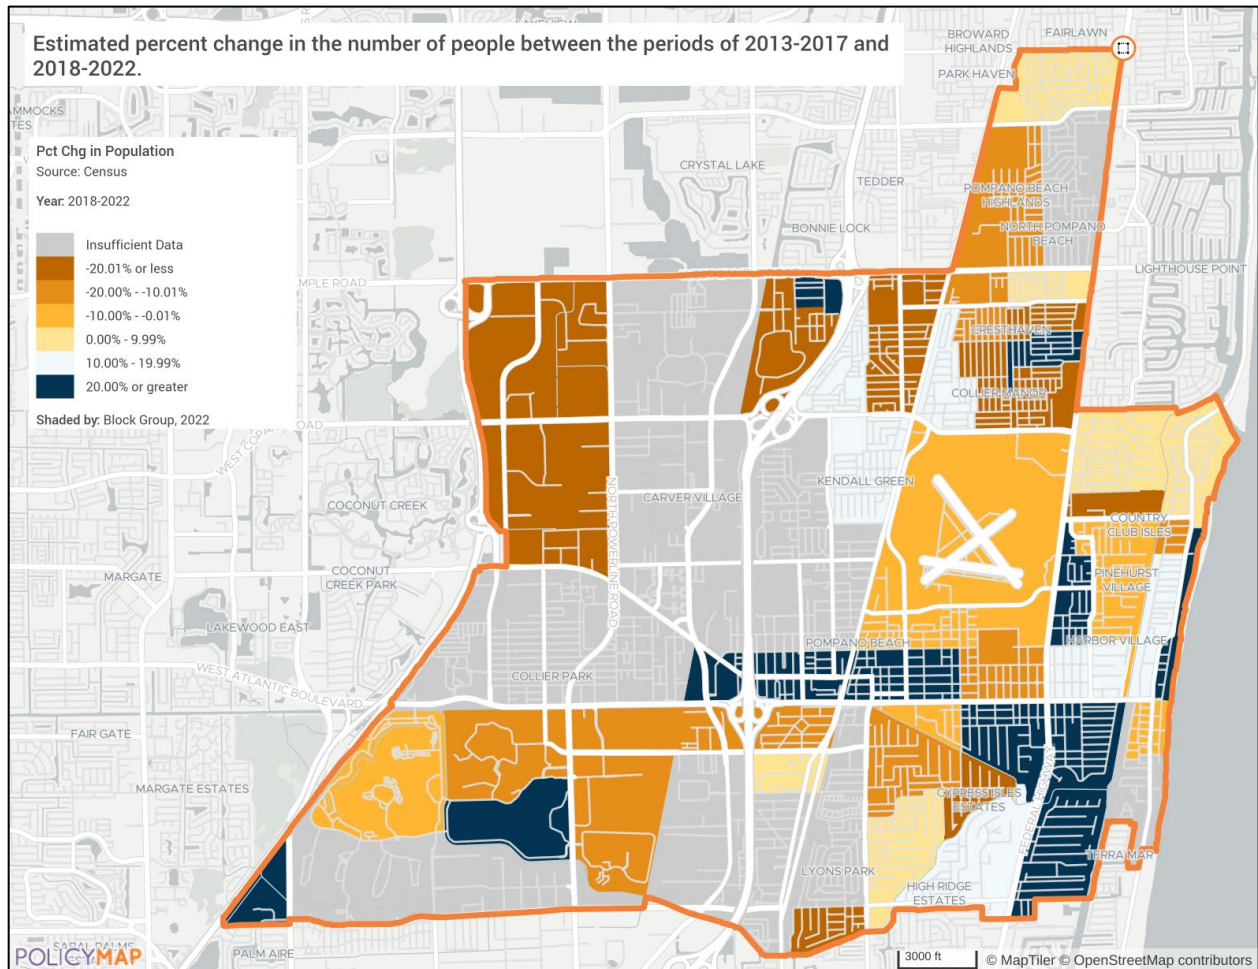 Estimated percent change in the number of people between the periods of 2013-2017 and
2018-2022.
Pct Chg in Population
Source: Census
Year: 2018-2022
Insufficient Data
-20.01% or less
-20.00% - -10.01%
-10.00% - -0.01%
0.00% - 9.99%
10.00% - 19.99%
20.00% or greater
Shaded by: Block Group, 2022
BROWARD
HIGHLANDS
FAIRLAWN
PARK HAVEN
CRYSTAL LAKE
TEDDER
POMPANO BEACH
HIGHLANDS
BONNIE LOCK
NORTH POMPANO
BEACH
LIGHTHOUSE POINT
MPLE ROAD
CRESTHAVEN
COLLIER MANOR
ROAD
KENDALL GREEN
CARVER VILLAGE
NORTH POWERLINE ROAD
COCONUT CREEK
COUNTRY
CLUB ISLES
COCONUT
CREEK PARK
MARGATE
PINEHURST
VILLAGE
LAKEWOOD EAST
POMPANO BEACH
HARBOR VILLAGE
WEST ATLANTIC BOULEVARD
COLLIER PARK
FAIR GATE
MARGATE ESTATES
CYPRESS ISLES
ESTATES
FEDERAL HIGHWAY
TERRA MAR
LYONS PARK
HIGH RIDGE
ESTATES
PALM AIRE
POLICYMAP
3000 ft
© MapTiler © OpenStreetMap contributors